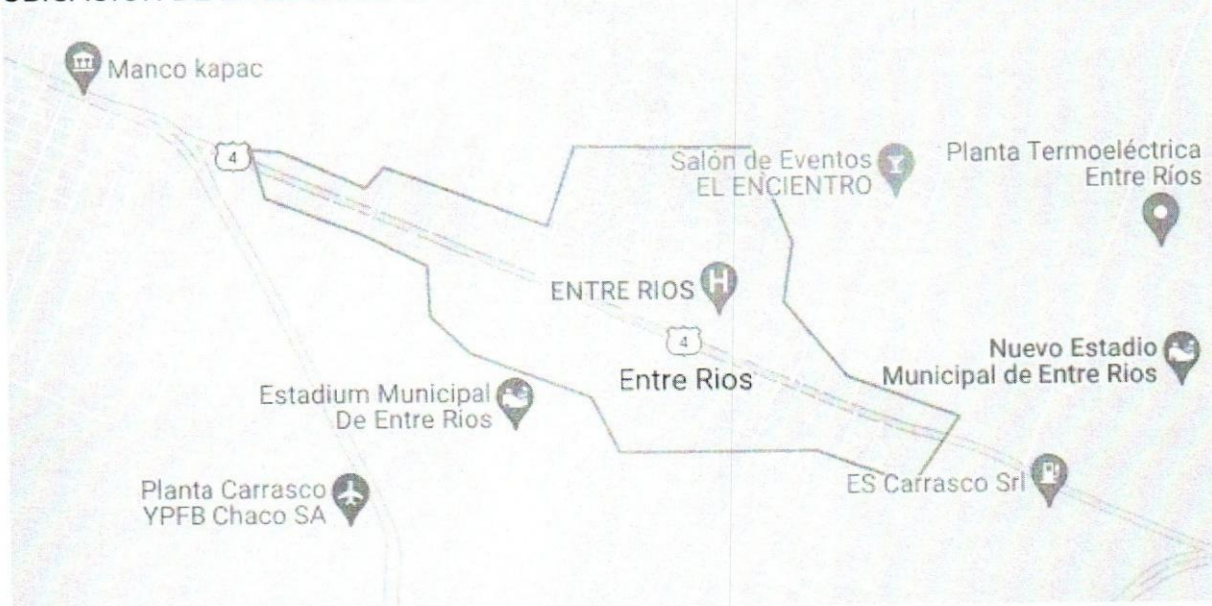 Manco kapac
4
Salón de Eventos
EL ENCIENTRO
Planta Termoeléctrica
Entre Ríos
ENTRE RIOS
H
4
Entre Rios
Nuevo Estadio
Municipal de Entre Rios
Estadium Municipal
De Entre Rios
ES Carrasco Srl
Planta Carrasco
YPFB Chaco SA